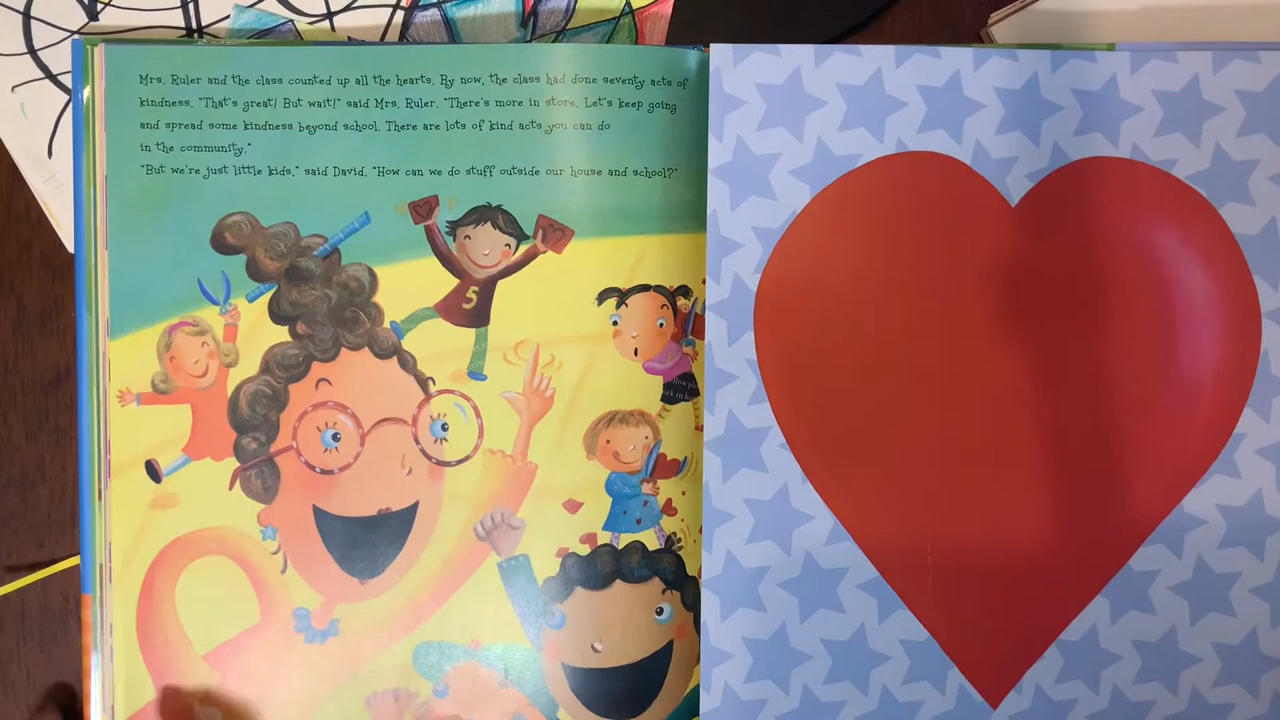 Mrs. Ruler and the class counted up all the hearts. By now, the class had done seventy acts of
kindness. "That's great! But wait!" said Mrs. Ruler. "There's more in store. Let's keep going
and spread some kindness beyond school. There are lots of kind acts you can do
in the community."
"But we're just little kids," said David. "How can we do stuff outside our house and school?"
5